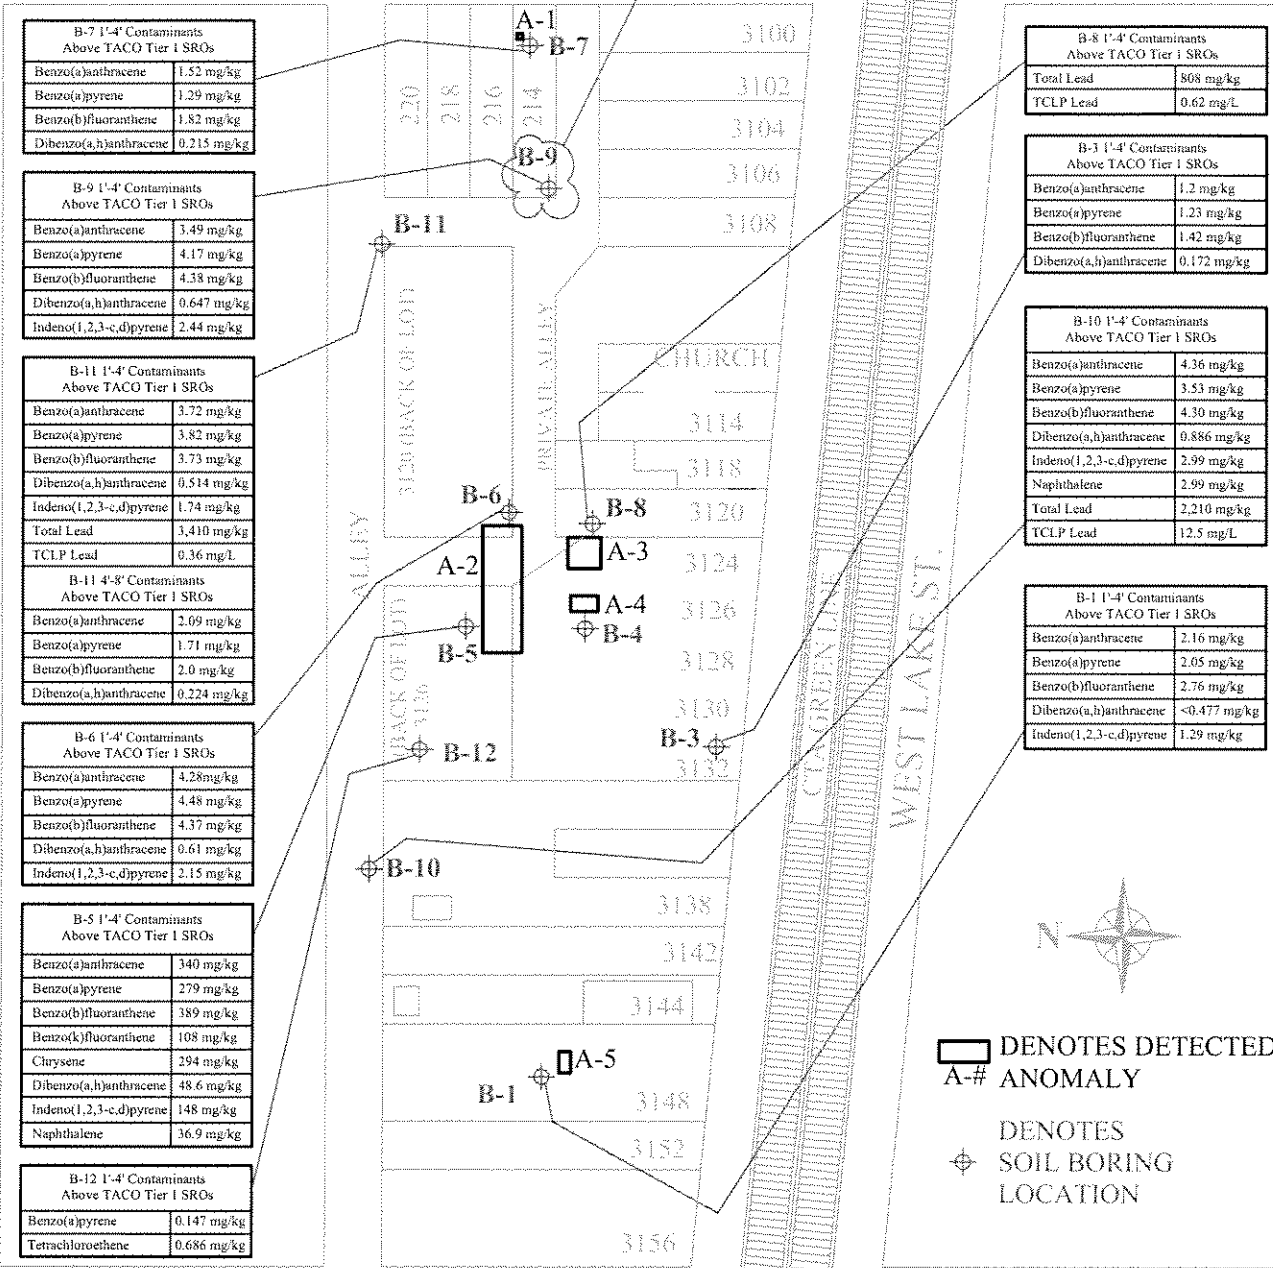 B-7 1'-4' Contaminants
Above TACO Tier 1 SROs
Benzo(a)anthracene 1.52 mg/kg
Benzo(a)pyrene 1.29 mg/kg
Benzo(b)fluoranthene 1.82 mg/kg
Dibenzo(a,h)anthracene 0.215 mg/kg
B-9 1'-4' Contaminants
Above TACO Tier 1 SROs
Benzo(a)anthracene 3.49 mg/kg
Benzo(a)pyrene 4.17 mg/kg
Benzo(b)fluoranthene 4.38 mg/kg
Dibenzo(a,h)anthracene 0.647 mg/kg
Indeno(1,2,3-c,d)pyrene 2.44 mg/kg
B-11 1'-4' Contaminants
Above TACO Tier 1 SROs
Benzo(a)anthracene 3.72 mg/kg
Benzo(a)pyrene 3.82 mg/kg
Benzo(b)fluoranthene 3.73 mg/kg
Dibenzo(a,h)anthracene 0.514 mg/kg
Indeno(1,2,3-c,d)pyrene 1.74 mg/kg
Total Lead 3,410 mg/kg
TCLP Lead 0.36 mg/L
B-11 4'-8' Contaminants
Above TACO Tier 1 SROs
Benzo(a)anthracene 2.09 mg/kg
Benzo(a)pyrene 1.71 mg/kg
Benzo(b)fluoranthene 2.0 mg/kg
Dibenzo(a,h)anthracene 0.224 mg/kg
B-6 1'-4' Contaminants
Above TACO Tier 1 SROs
Benzo(a)anthracene 4.28mg/kg
Benzo(a)pyrene 4.48 mg/kg
Benzo(b)fluoranthene 4.37 mg/kg
Dibenzo(a,h)anthracene 0.61 mg/kg
Indeno(1,2,3-c,d)pyrene 2.15 mg/kg
B-5 1'-4' Contaminants
Above TACO Tier 1 SROs
Benzo(a)anthracene 340 mg/kg
Benzo(a)pyrene 279 mg/kg
Benzo(b)fluoranthene 389 mg/kg
Benzo(k)fluoranthene 108 mg/kg
Chrysene 294 mg/kg
Dibenzo(a,h)anthracene 48.6 mg/kg
Indeno(1,2,3-c,d)pyrene 148 mg/kg
Naphthalene 36.9 mg/kg
B-12 1'-4' Contaminants
Above TACO Tier 1 SROs
Benzo(a)pyrene 0.147 mg/kg
Tetrachloroethene 0.686 mg/kg
A-1
B-7
220
218
216
214
B-9
B-11
3120 (BACK OF LOT)
PRIVATE ALLEY
ALLEY
B-6
B-8
A-2
A-3
A-4
B-4
B-5
BACK OF LOT
3136
B-12
B-3
B-10
A-5
B-1
3100
3102
3104
3106
3108
CHURCH
3114
3118
3120
3124
3126
3128
3130
3132
3138
3142
3144
3148
3152
3156
CTA GREEN LINE
WEST LAKE ST.
B-8 1'-4' Contaminants
Above TACO Tier 1 SROs
Total Lead 808 mg/kg
TCLP Lead 0.62 mg/L
B-3 1'-4' Contaminants
Above TACO Tier 1 SROs
Benzo(a)anthracene 1.2 mg/kg
Benzo(a)pyrene 1.23 mg/kg
Benzo(b)fluoranthene 1.42 mg/kg
Dibenzo(a,h)anthracene 0.172 mg/kg
B-10 1'-4' Contaminants
Above TACO Tier 1 SROs
Benzo(a)anthracene 4.36 mg/kg
Benzo(a)pyrene 3.53 mg/kg
Benzo(b)fluoranthene 4.30 mg/kg
Dibenzo(a,h)anthracene 0.886 mg/kg
Indeno(1,2,3-c,d)pyrene 2.99 mg/kg
Naphthalene 2.99 mg/kg
Total Lead 2,210 mg/kg
TCLP Lead 12.5 mg/L
B-1 1'-4' Contaminants
Above TACO Tier 1 SROs
Benzo(a)anthracene 2.16 mg/kg
Benzo(a)pyrene 2.05 mg/kg
Benzo(b)fluoranthene 2.76 mg/kg
Dibenzo(a,h)anthracene <0.477 mg/kg
Indeno(1,2,3-c,d)pyrene 1.29 mg/kg
N
DENOTES DETECTED
A-# ANOMALY
DENOTES
SOIL BORING
LOCATION